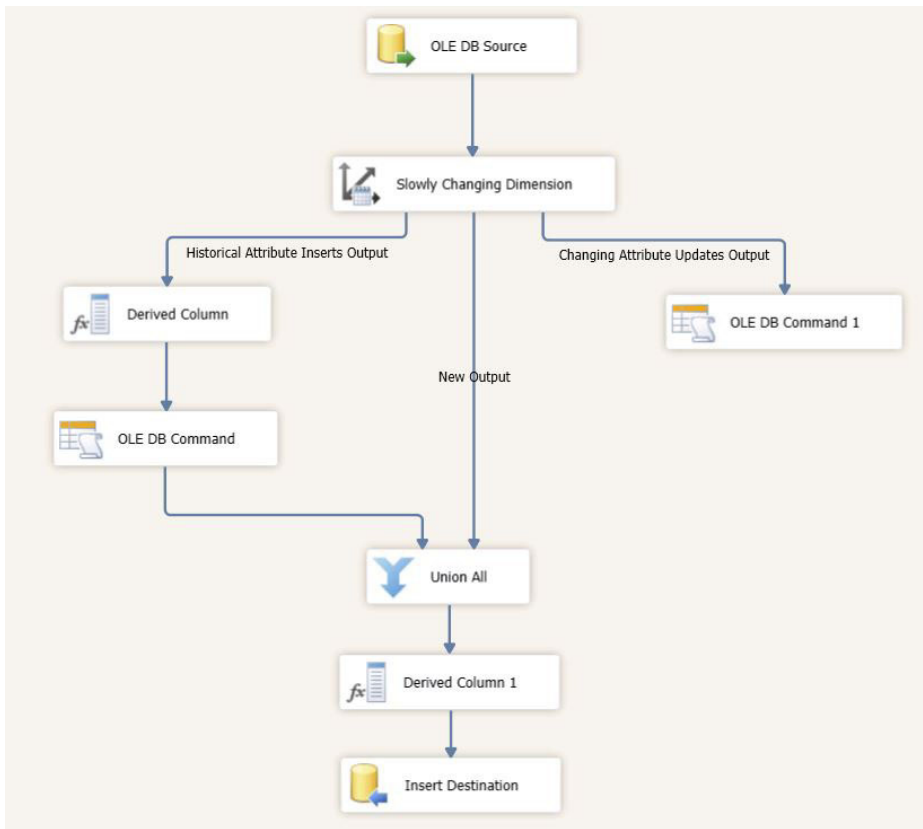 OLE DB Source
Slowly Changing Dimension
Historical Attribute Inserts Output
Changing Attribute Updates Output
Derived Column
OLE DB Command 1
New Output
OLE DB Command
Union All
Derived Column 1
Insert Destination